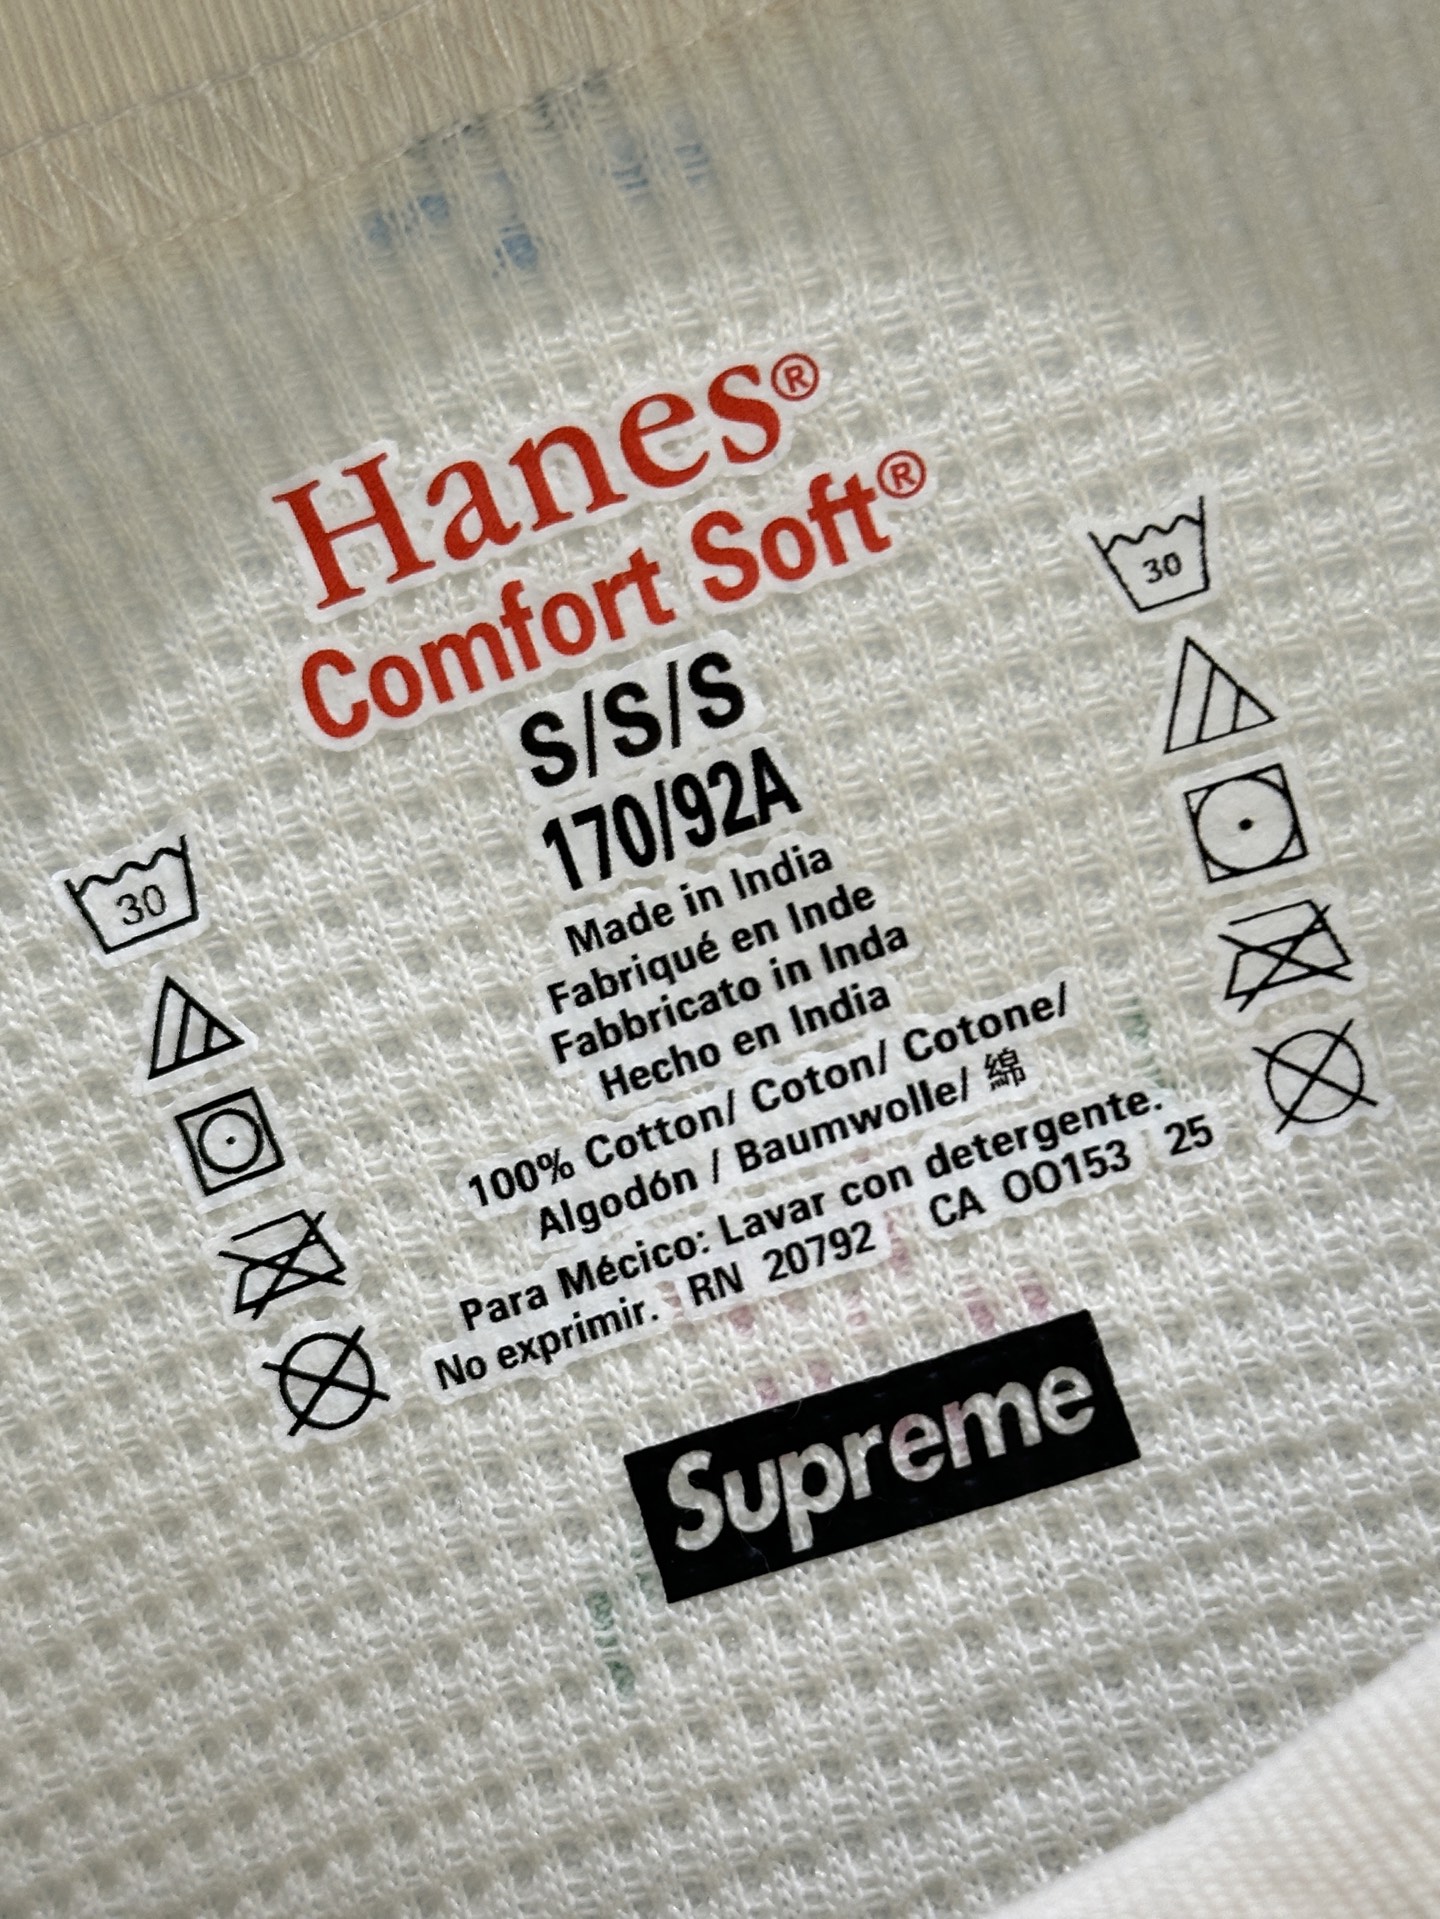 Hanes®
Comfort Soft®
S/S/S
170/92A
Made in India
Fabriqué en Inde
Fabbricato in Inda
Hecho en India
100% Cotton/ Coton/ Cotone/
Algodón / Baumwolle/ 綿
Para Mécico: Lavar con detergente.
No exprimir. RN 20792 CA OO153 25
30
30
Supreme